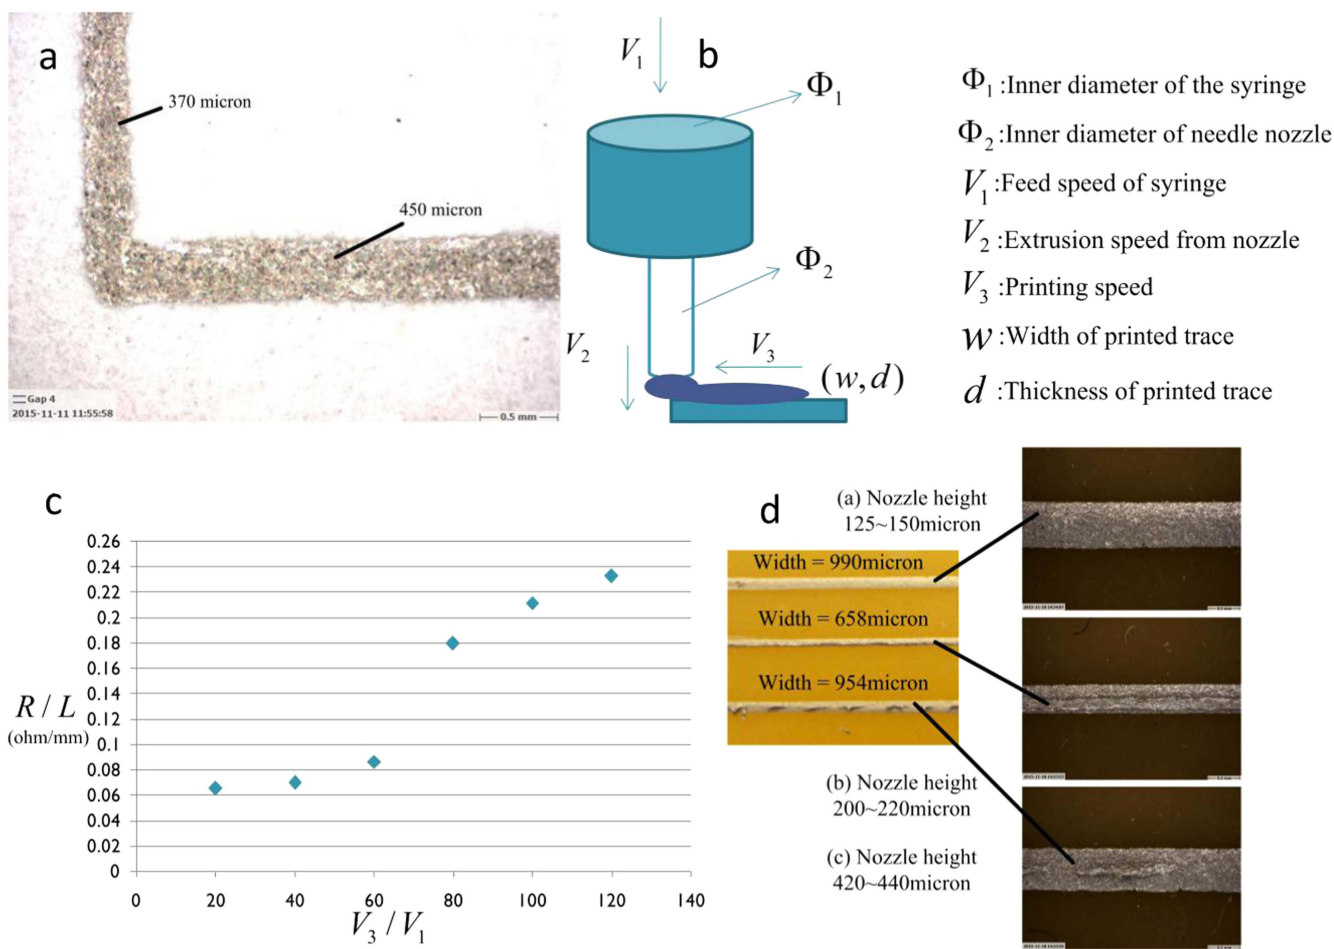 a
370 micron
450 micron
Gap 4
2015-11-11 11:55:58
0.5 mm
b
V1
Φ1
Φ2
V2
V3
(w, d)
Φ1 :Inner diameter of the syringe
Φ2 :Inner diameter of needle nozzle
V1 :Feed speed of syringe
V2 :Extrusion speed from nozzle
V3 :Printing speed
w :Width of printed trace
d :Thickness of printed trace
c
0.26
0.24
0.22
0.2
0.18
0.16
0.14
0.12
0.1
0.08
0.06
0.04
0.02
0
R / L
(ohm/mm)
0 20 40 60 80 100 120 140
V3 / V1
d
(a) Nozzle height
125~150micron
Width = 990micron
Width = 658micron
Width = 954micron
(b) Nozzle height
200~220micron
(c) Nozzle height
420~440micron